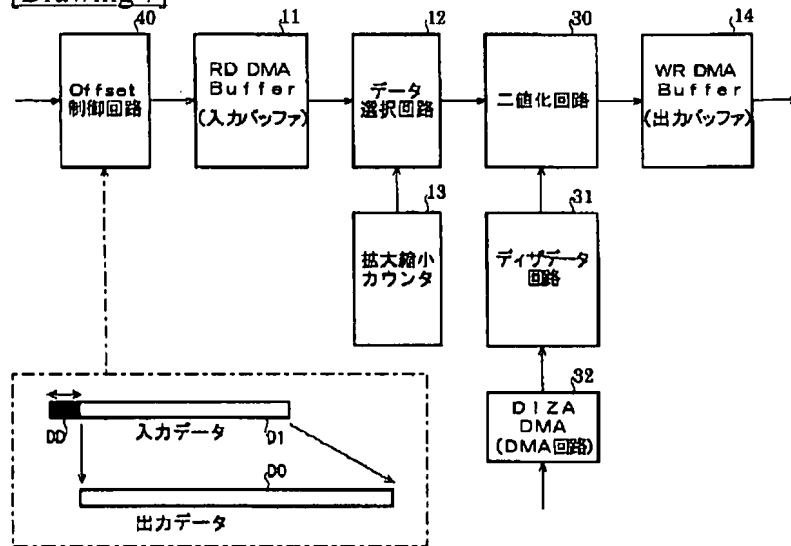 [Drawing
40
11
12
30
14
Offset
制御回路
RD DMA
Buffer
(入力バッファ)
データ
選択回路
二値化回路
WR DMA
Buffer
(出力バッファ)
13
31
拡大縮小
カウンタ
ディザデータ
回路
32
DIZA
DMA
(DMA回路)
DD
入力データ
D1
DO
出力データ